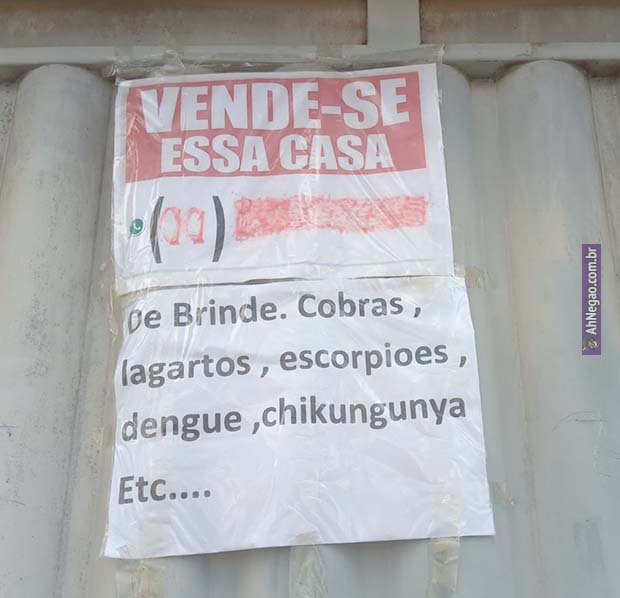 VENDE-SE
ESSA CASA
( )
De Brinde. Cobras ,
lagartos , escorpioes ,
dengue ,chikungunya
Etc....
AhNegao.com.br